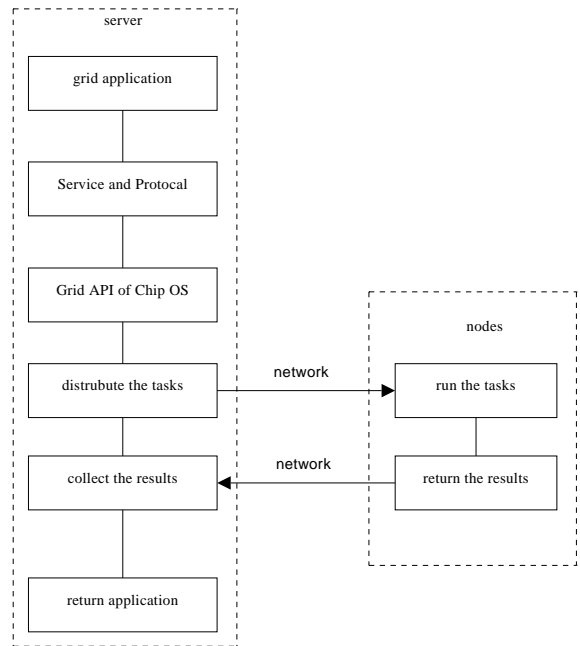 server
grid application
Service and Protocal
Grid API of Chip OS
nodes
distrubute the tasks
network
run the tasks
collect the results
network
return the results
return application